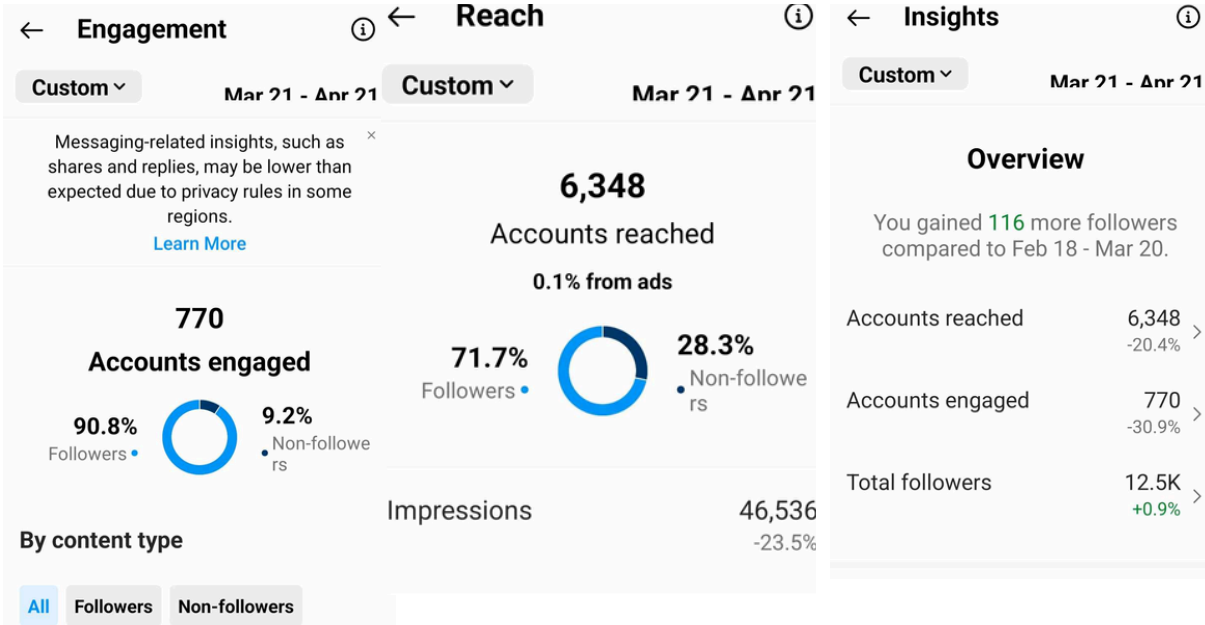 Engagement
Custom
Mar 21 - Apr 21
Messaging-related insights, such as
shares and replies, may be lower than
expected due to privacy rules in some
regions.
Learn More
770
Accounts engaged
90.8%
Followers
9.2%
Non-followe
rs
By content type
All
Followers
Non-followers
Reach
Custom
Mar 21 - Apr 21
6,348
Accounts reached
0.1% from ads
71.7%
Followers
28.3%
Non-followe
rs
Impressions
46,536
-23.5%
Insights
Custom
Mar 21 - Apr 21
Overview
You gained 116 more followers
compared to Feb 18 - Mar 20.
Accounts reached
6,348
-20.4%
Accounts engaged
770
-30.9%
Total followers
12.5K
+0.9%